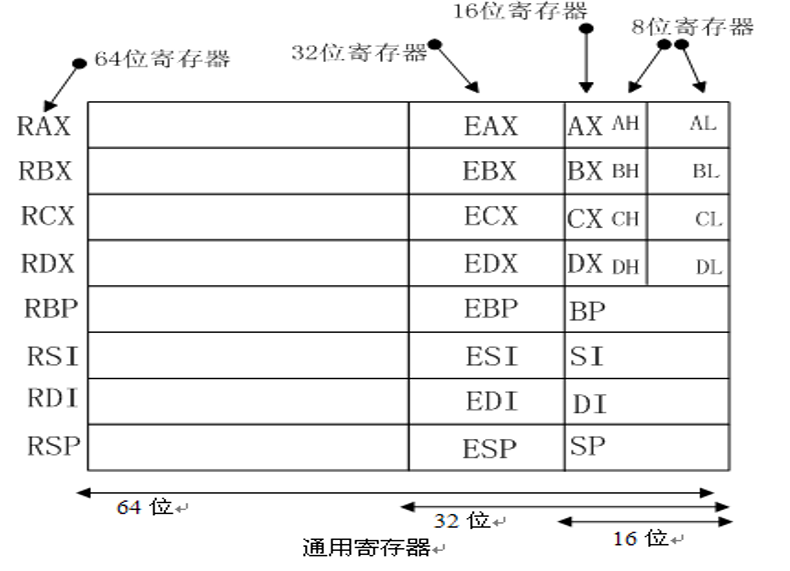 16位寄存器
64位寄存器 32位寄存器 8位寄存器
RAX EAX AX AH AL
RBX EBX BX BH BL
RCX ECX CX CH CL
RDX EDX DX DH DL
RBP EBP BP
RSI ESI SI
RDI EDI DI
RSP ESP SP
64 位↵
32 位↵
16 位↵
通用寄存器↵